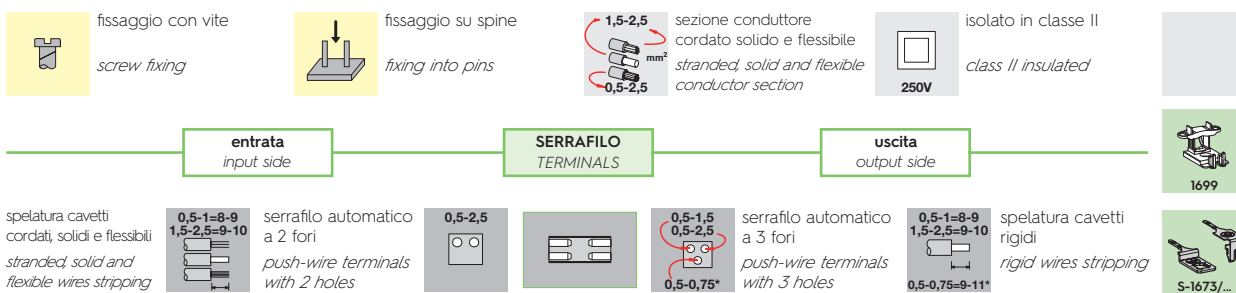 fissaggio con vite
screw fixing
fissaggio su spine
fixing into pins
1,5-2,5
mm²
0,5-2,5
sezione conduttore
cordato solido e flessibile
stranded, solid and flexible
conductor section
250V
isolato in classe II
class II insulated
entrata
input side
SERRAFILO
TERMINALS
uscita
output side
1699
spelatura cavetti
cordati, solidi e flessibili
stranded, solid and
flexible wires stripping
0,5-1=8-9
1,5-2,5=9-10
serrafilo automatico
a 2 fori
push-wire terminals
with 2 holes
0,5-2,5
0,5-1,5
0,5-2,5
0,5-0,75*
serrafilo automatico
a 3 fori
push-wire terminals
with 3 holes
0,5-1=8-9
1,5-2,5=9-10
0,5-0,75=9-11*
spelatura cavetti
rigidi
rigid wires stripping
S-1673/...